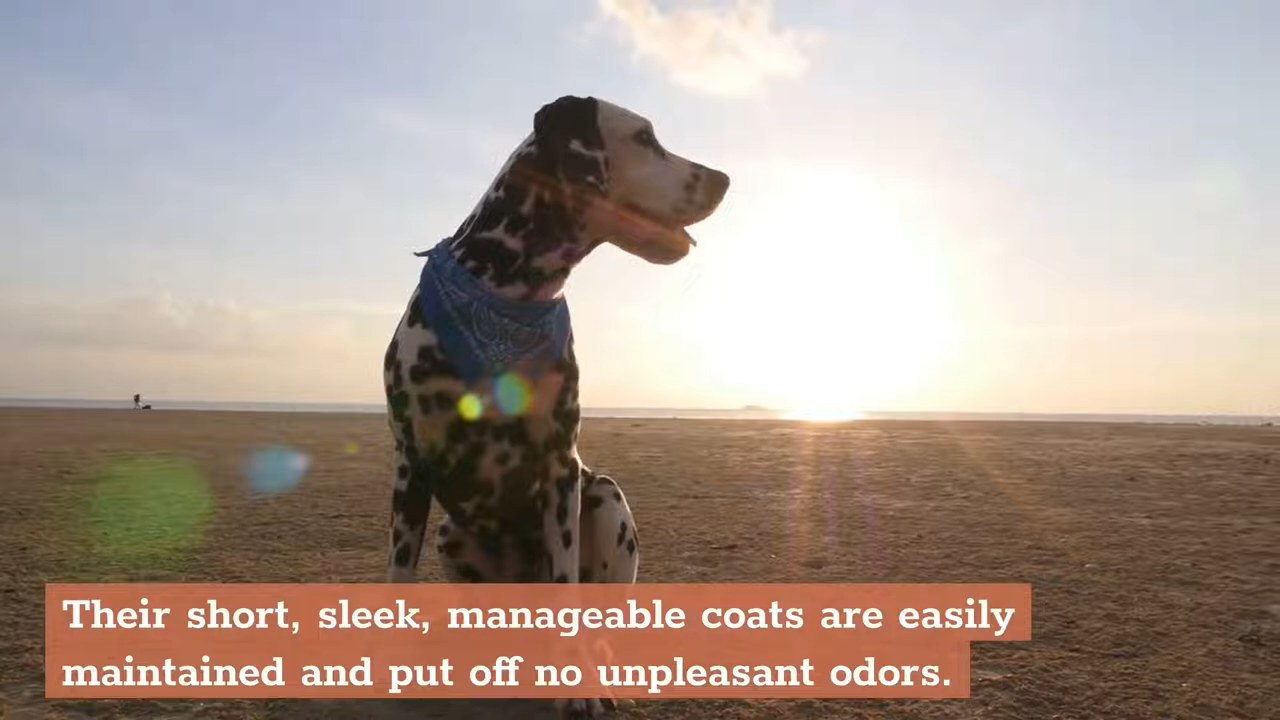 Their short, sleek, manageable coats are easily
maintained and put off no unpleasant odors.